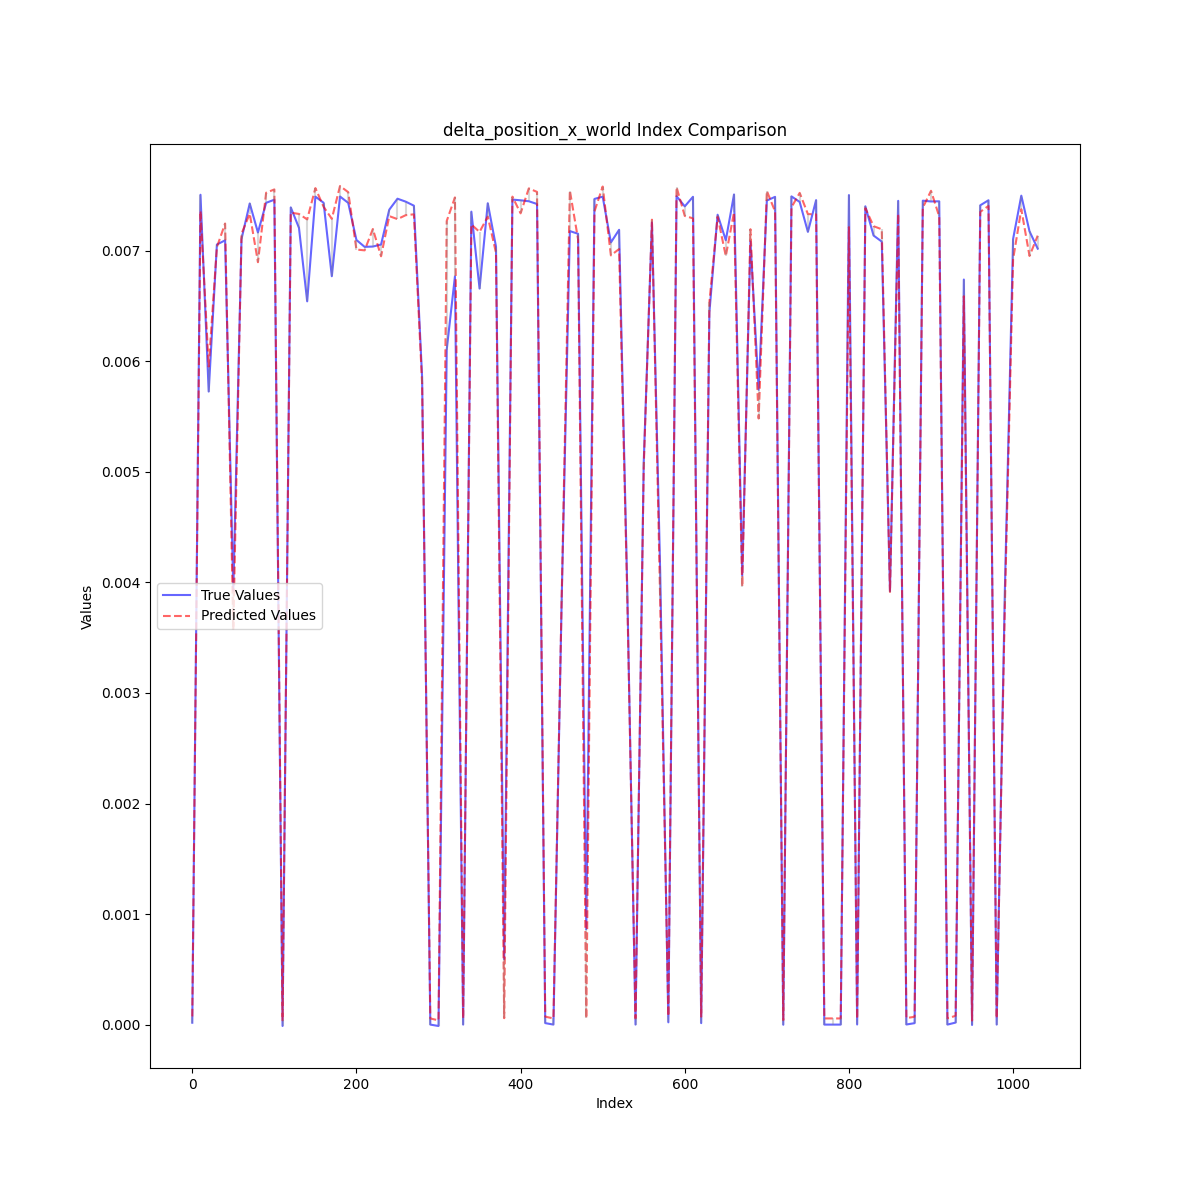 delta_position_x_world Index Comparison
0.007
0.006
0.005
0.004
0.003
0.002
0.001
0.000
Values
True Values
Predicted Values
0 200 400 600 800 1000
Index